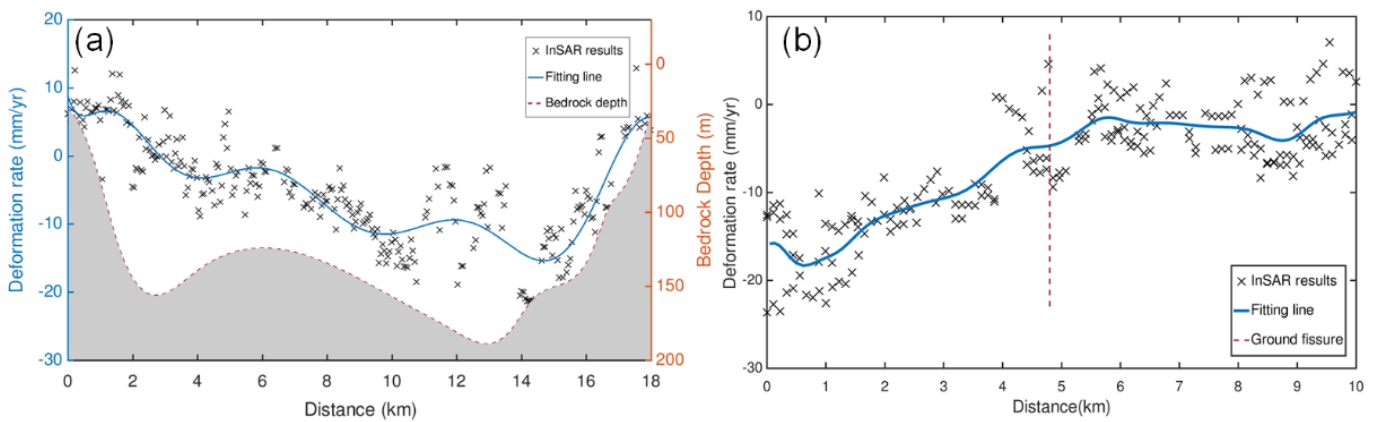 (a)
20
10
0
-10
-20
-30
Deformation rate (mm/yr)
InSAR results
Fitting line
Bedrock depth
0
50
100
150
200
Bedrock Depth (m)
0 2 4 6 8 10 12 14 16 18
Distance (km)
(b)
10
0
-10
-20
-30
Deformation rate (mm/yr)
InSAR results
Fitting line
Ground fissure
0 1 2 3 4 5 6 7 8 9 10
Distance(km)